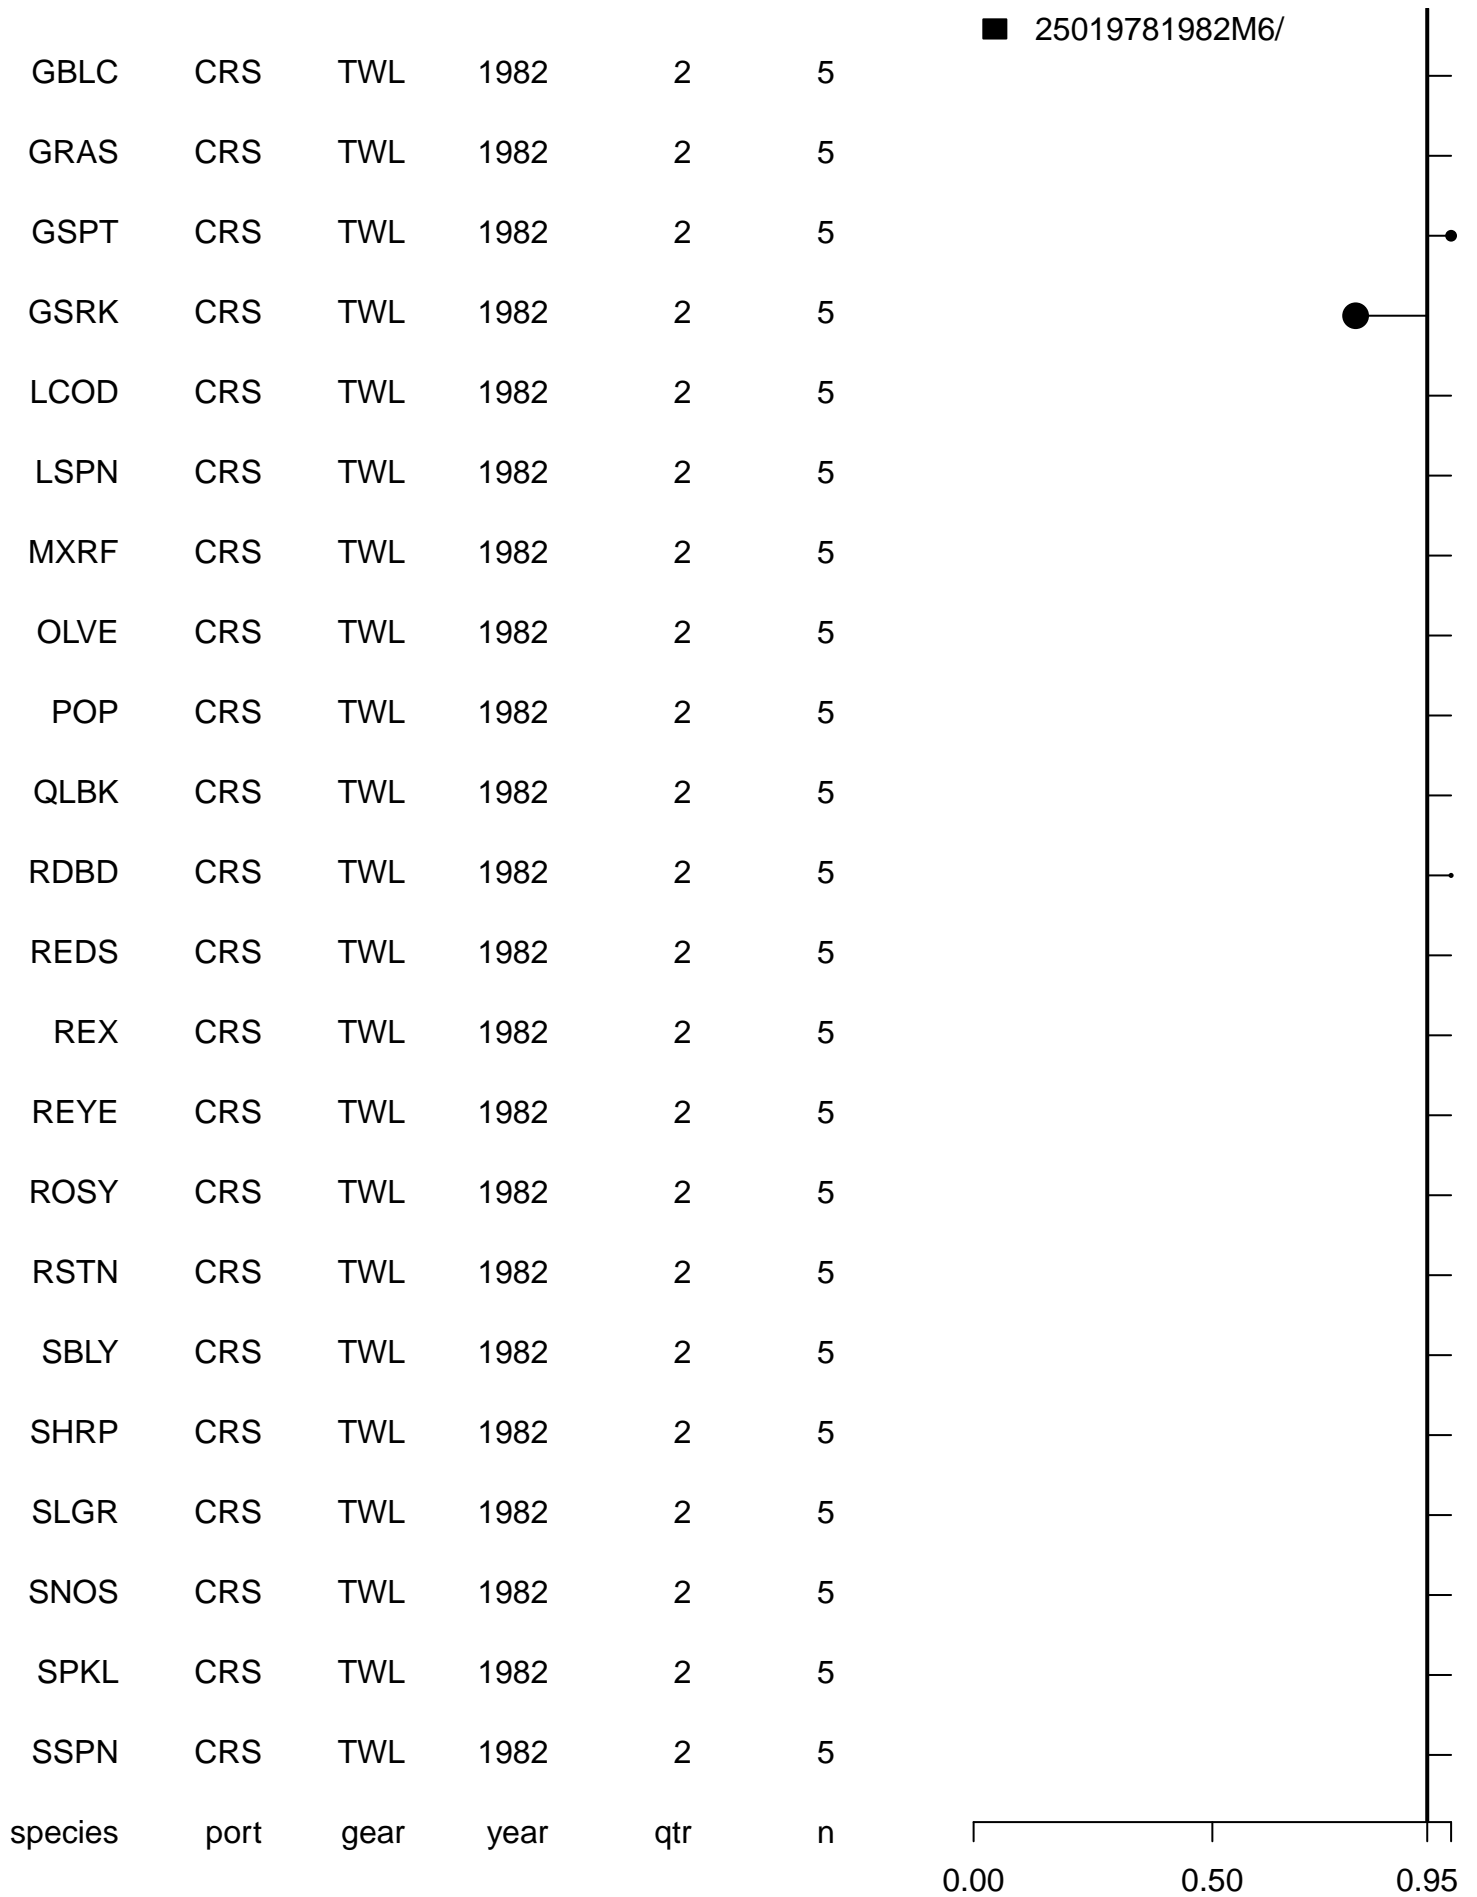 25019781982M6/
GBLC CRS TWL 1982 2 5
GRAS CRS TWL 1982 2 5
GSPT CRS TWL 1982 2 5
GSRK CRS TWL 1982 2 5
LCOD CRS TWL 1982 2 5
LSPN CRS TWL 1982 2 5
MXRF CRS TWL 1982 2 5
OLVE CRS TWL 1982 2 5
POP CRS TWL 1982 2 5
QLBK CRS TWL 1982 2 5
RDBD CRS TWL 1982 2 5
REDS CRS TWL 1982 2 5
REX CRS TWL 1982 2 5
REYE CRS TWL 1982 2 5
ROSY CRS TWL 1982 2 5
RSTN CRS TWL 1982 2 5
SBLY CRS TWL 1982 2 5
SHRP CRS TWL 1982 2 5
SLGR CRS TWL 1982 2 5
SNOS CRS TWL 1982 2 5
SPKL CRS TWL 1982 2 5
SSPN CRS TWL 1982 2 5
species port gear year qtr n
0.00 0.50 0.95